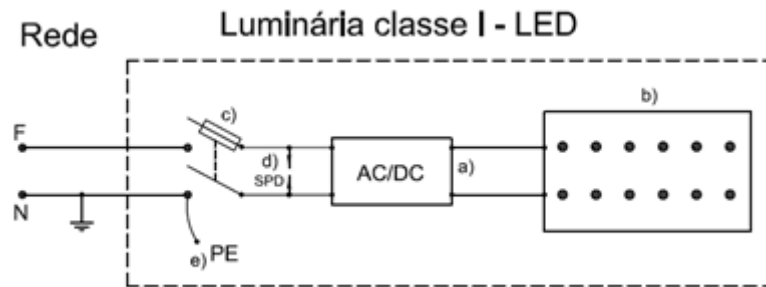 Rede
Luminária classe I - LED
b)
c)
F
d)
SPD
AC/DC
a)
N
e) PE